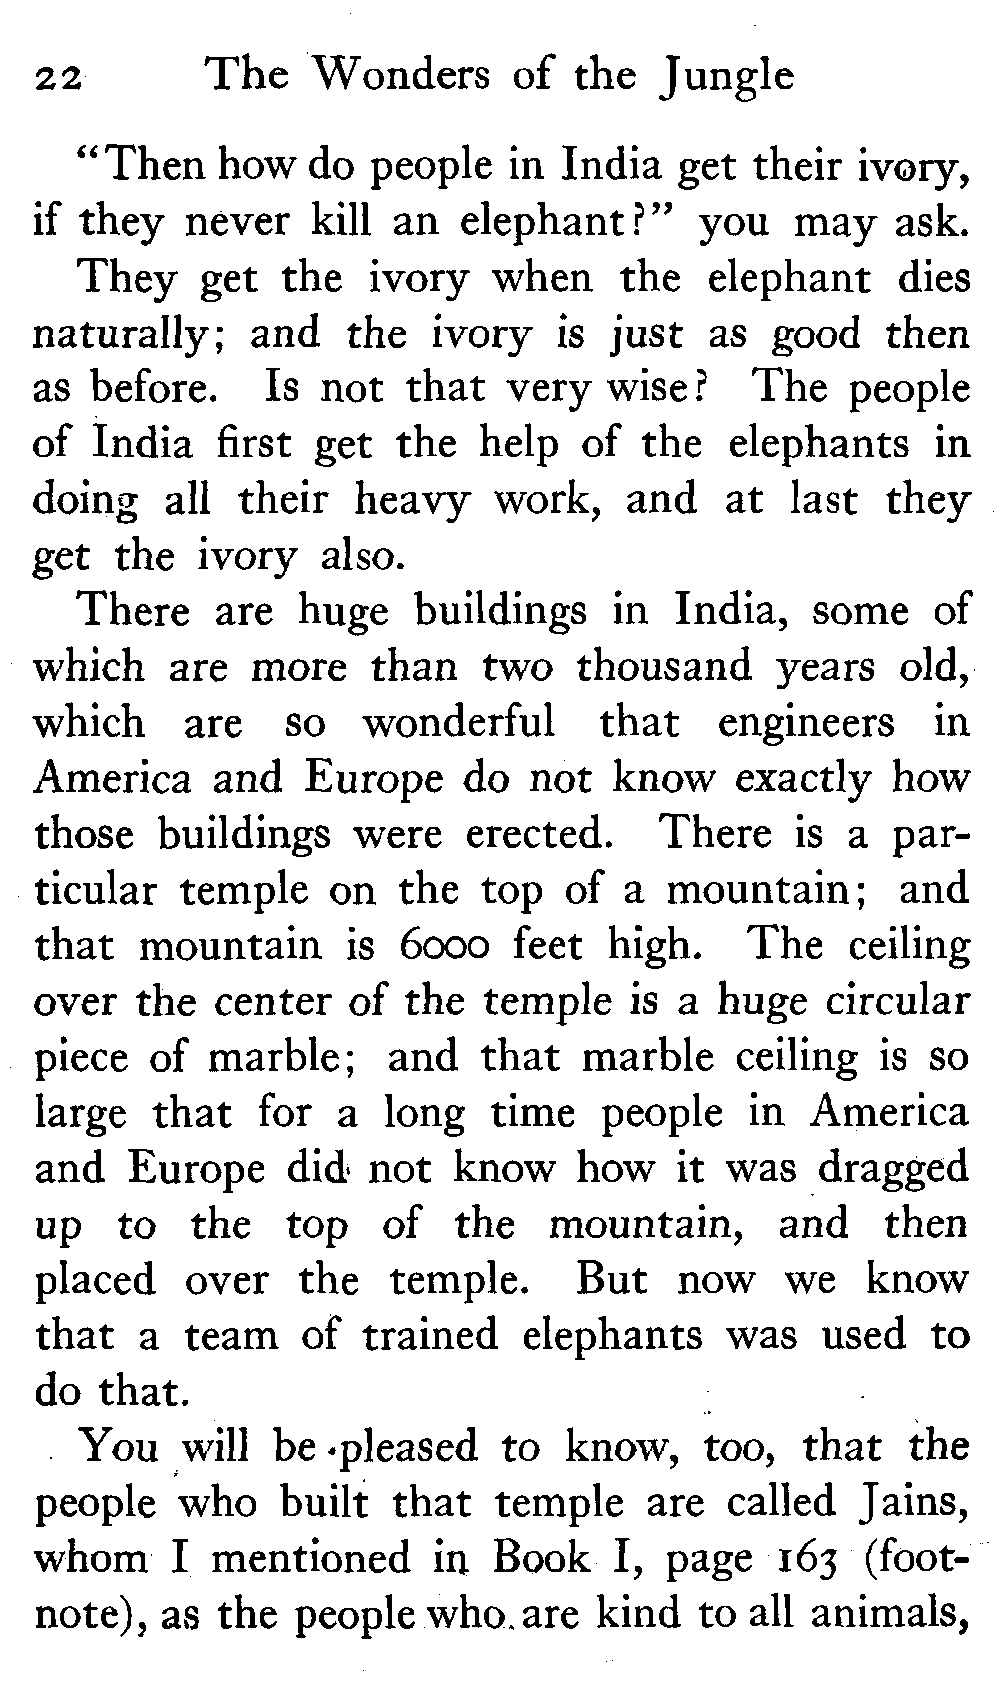 22 The Wonders of the Jungle
"Then how do people in India get their ivory,
if they never kill an elephant?" you may ask.
They get the ivory when the elephant dies
naturally; and the ivory is just as good then
as before. Is not that very wise? The people
of India first get the help of the elephants in
doing all their heavy work, and at last they
get the ivory also.
There are huge buildings in India, some of
which are more than two thousand years old,
which are so wonderful that engineers in
America and Europe do not know exactly how
those buildings were erected. There is a par-
ticular temple on the top of a mountain; and
that mountain is 6000 feet high. The ceiling
over the center of the temple is a huge circular
piece of marble; and that marble ceiling is so
large that for a long time people in America
and Europe did not know how it was dragged
up to the top of the mountain, and then
placed over the temple. But now we know
that a team of trained elephants was used to
do that.
You will be pleased to know, too, that the
people who built that temple are called Jains,
whom I mentioned in Book I, page 163 (foot-
note), as the people who are kind to all animals,